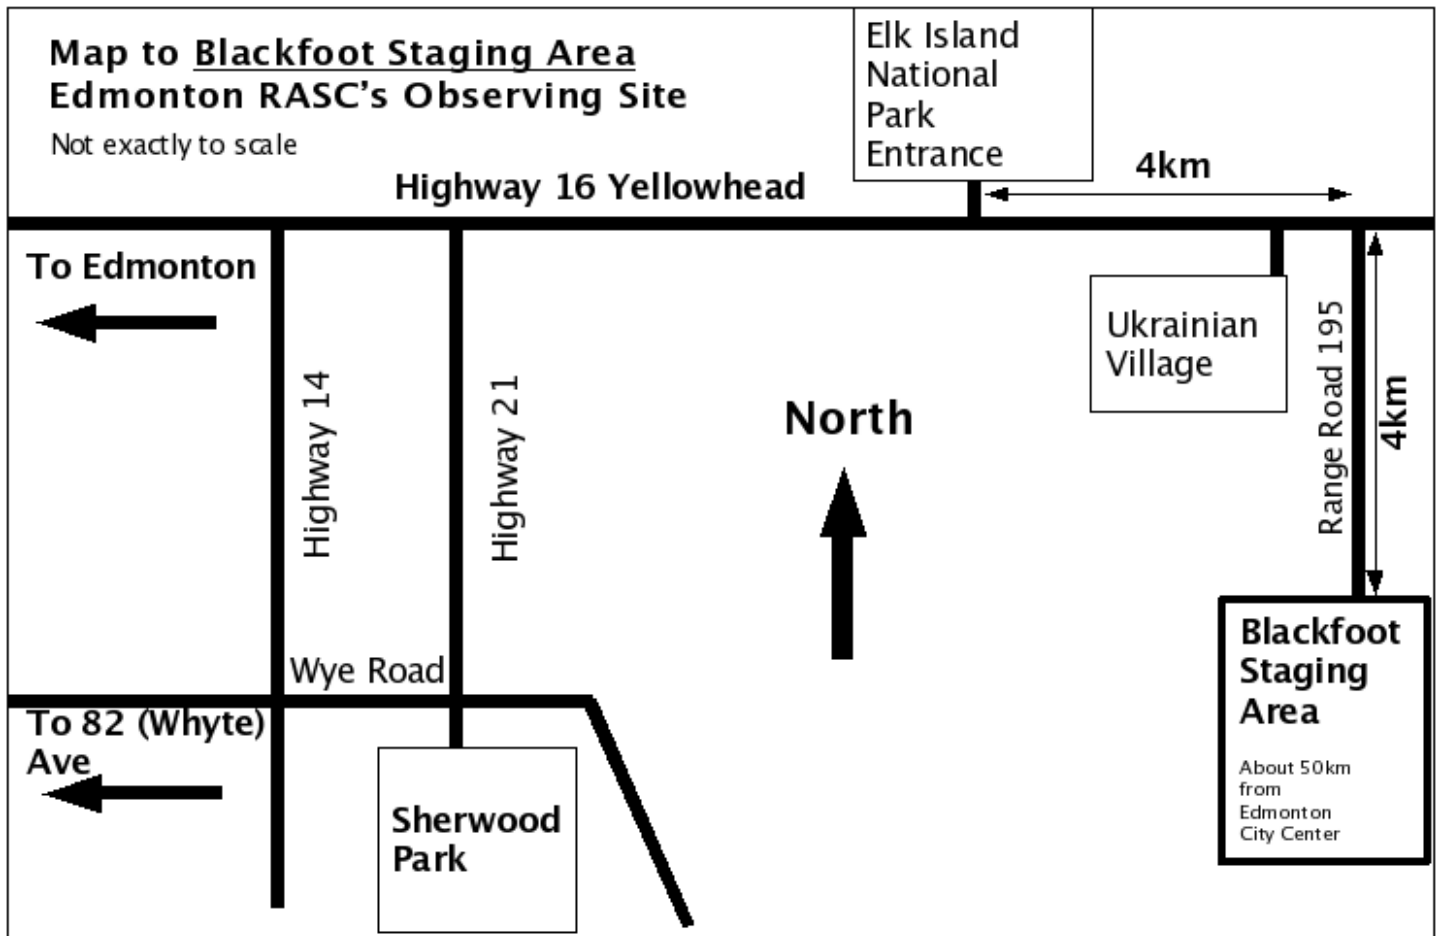 Map to Blackfoot Staging Area
Edmonton RASC's Observing Site
Not exactly to scale
Elk Island
National
Park
Entrance
4km
Highway 16 Yellowhead
To Edmonton
Highway 14
Highway 21
North
Ukrainian
Village
Range Road 195
4km
Wye Road
To 82 (Whyte)
Ave
Sherwood
Park
Blackfoot
Staging
Area
About 50km
from
Edmonton
City Center